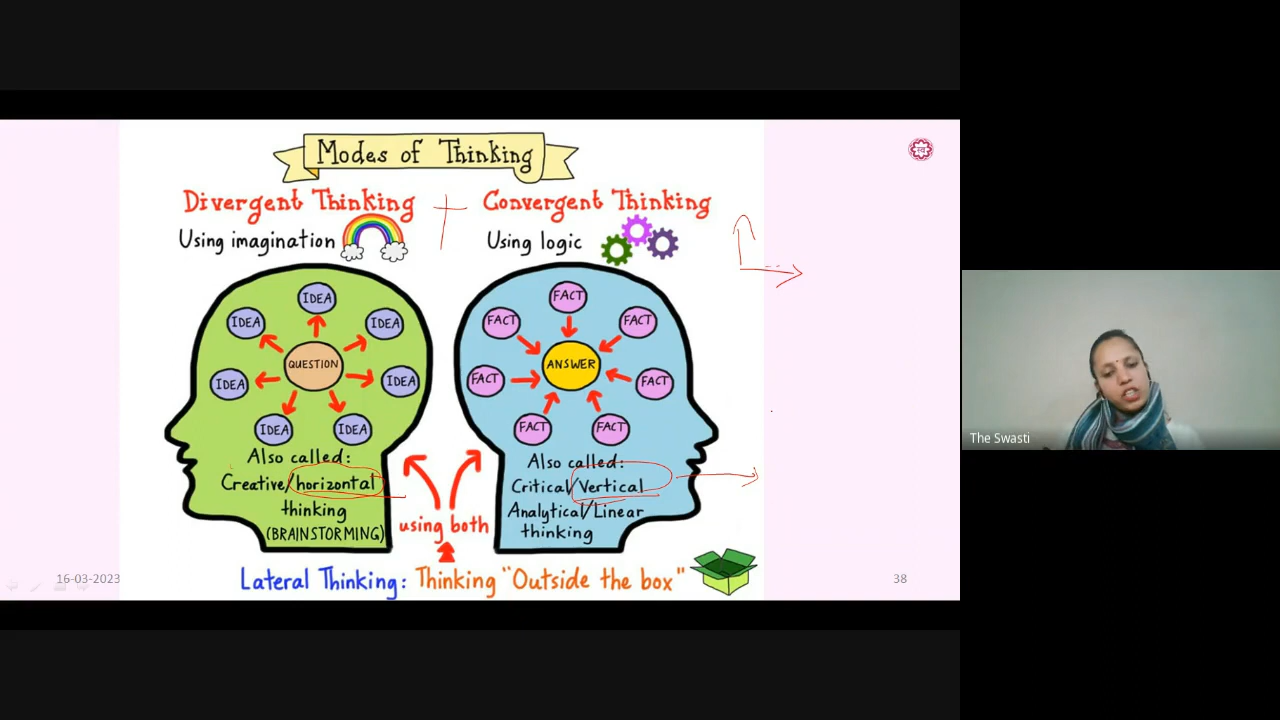 Modes of Thinking
Divergent Thinking
Convergent Thinking
Using imagination
Using logic
IDEA
IDEA
IDEA
IDEA
IDEA
IDEA
IDEA
QUESTION
FACT
FACT
FACT
FACT
FACT
FACT
FACT
ANSWER
Also called:
Creative/horizontal
thinking
(BRAINSTORMING)
Also called:
Critical/Vertical
Analytical/Linear
thinking
using both
Lateral Thinking: Thinking "Outside the box"
16-03-2023
38
The Swasti